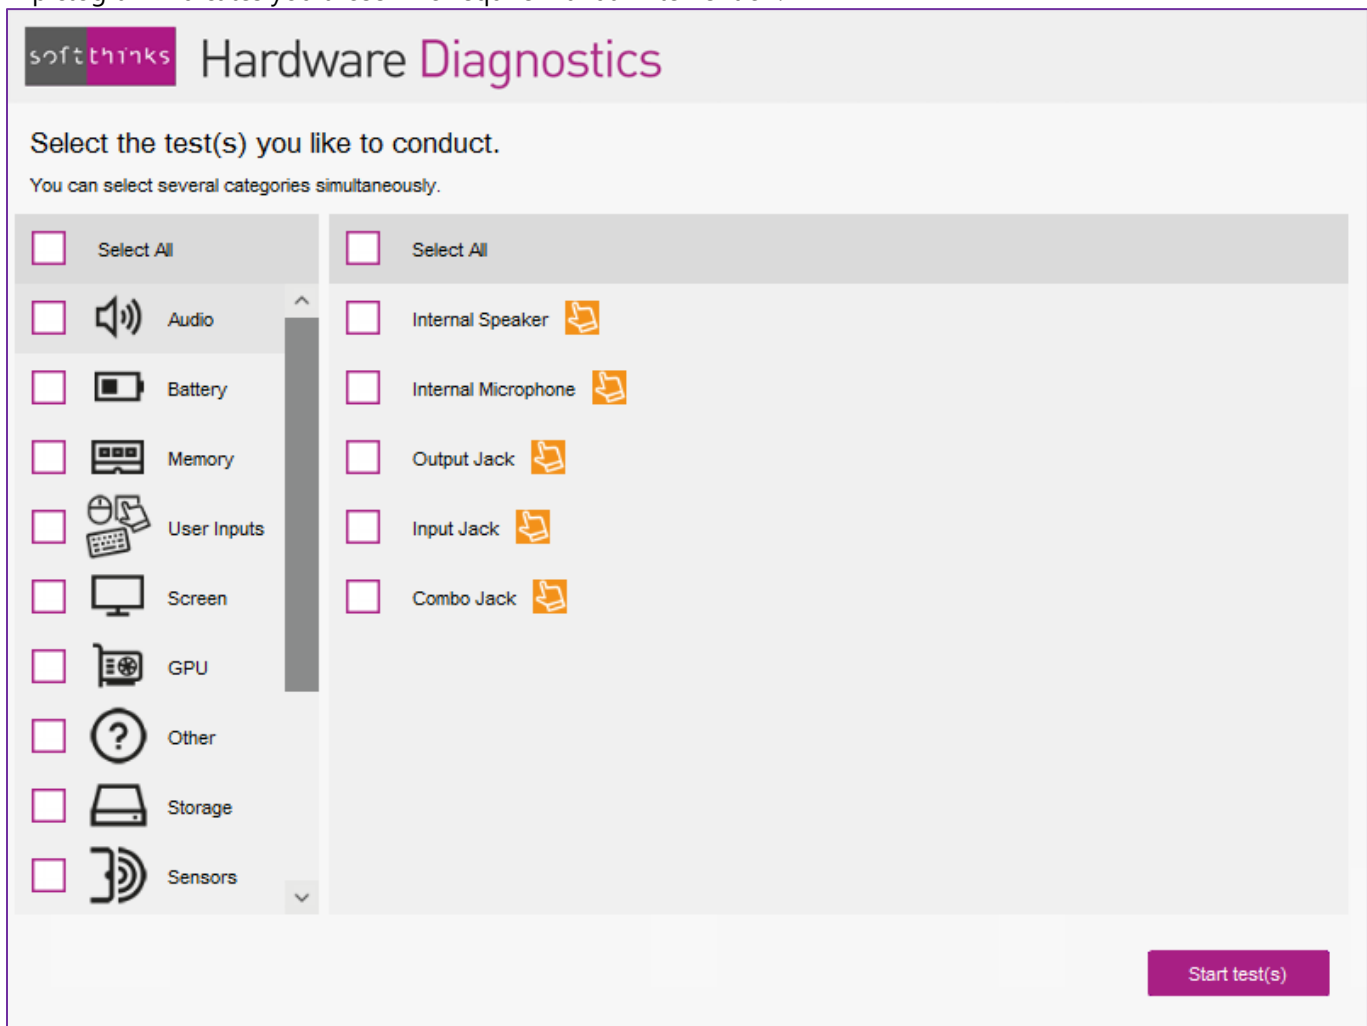 softthinks Hardware Diagnostics
Select the test(s) you like to conduct.
You can select several categories simultaneously.
Select All
Audio
Battery
Memory
User Inputs
Screen
GPU
Other
Storage
Sensors
Select All
Internal Speaker
Internal Microphone
Output Jack
Input Jack
Combo Jack
Start test(s)